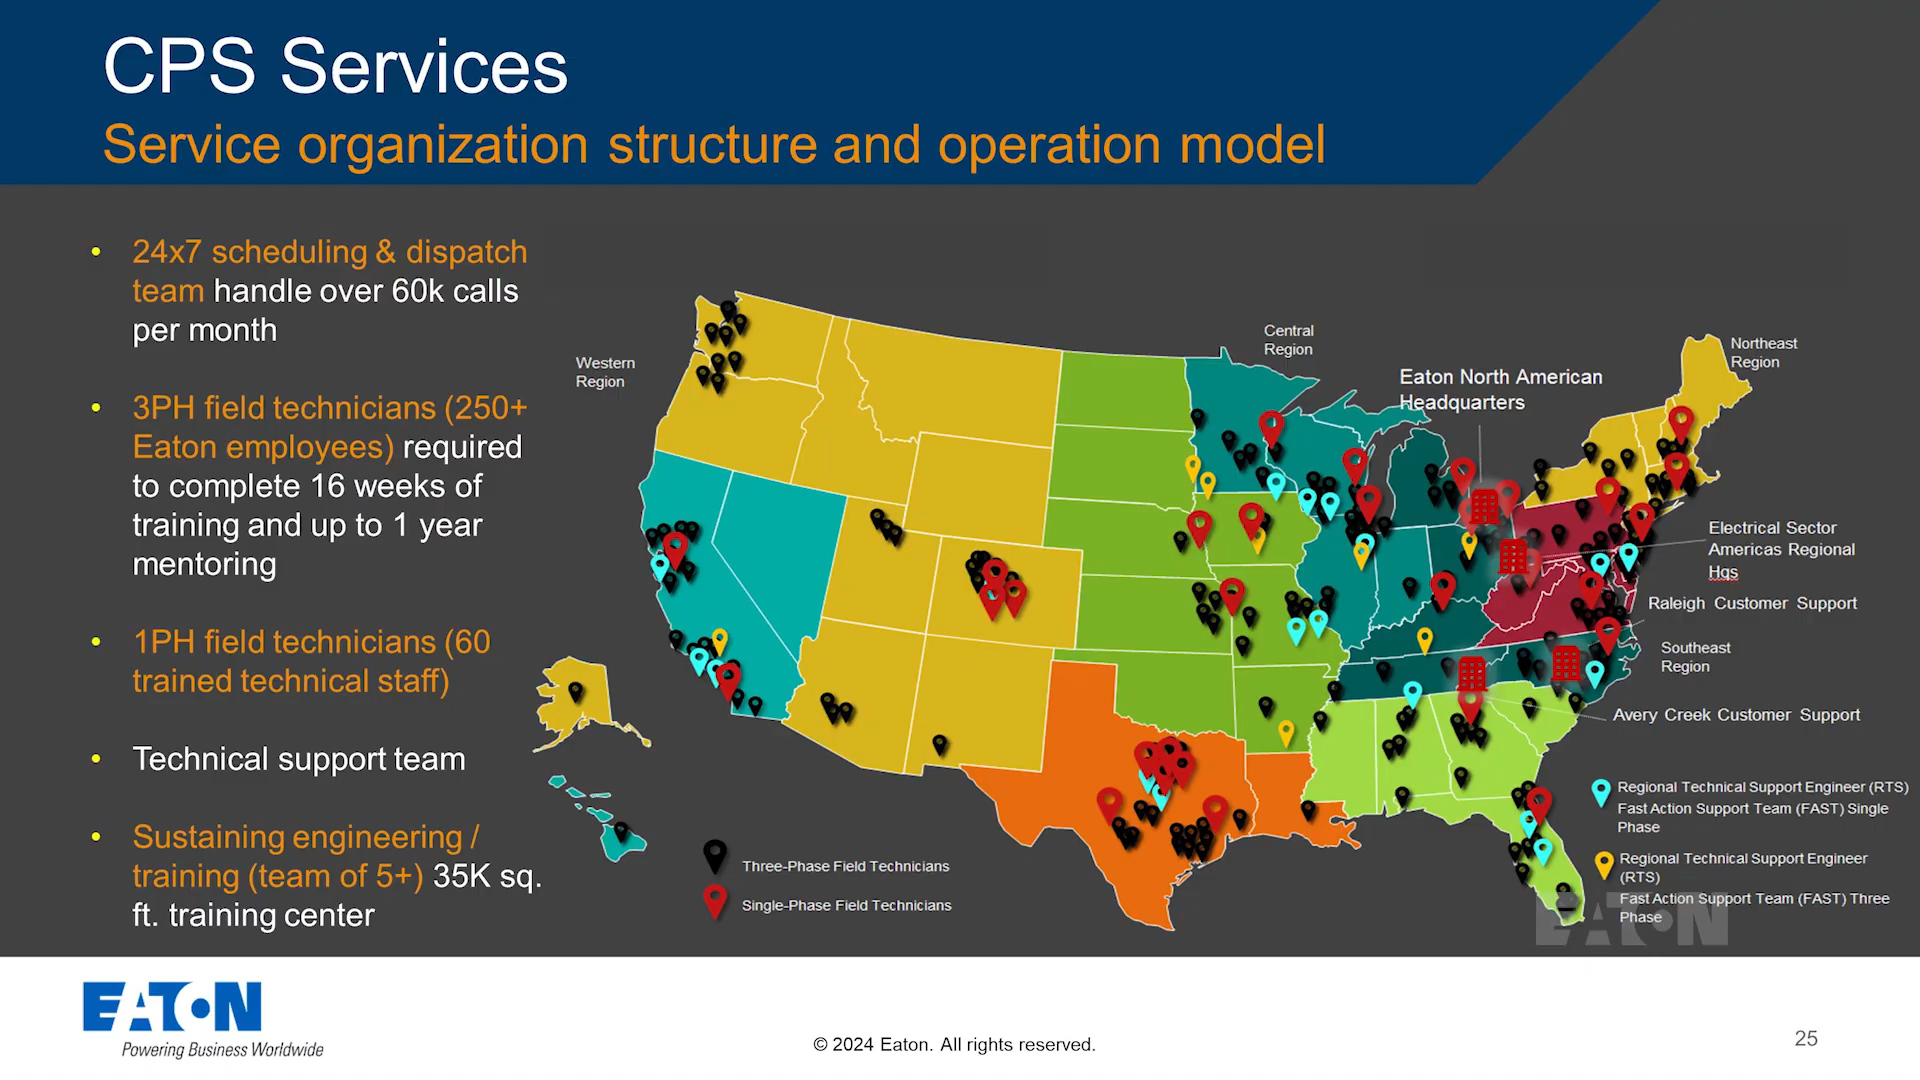 CPS Services
Service organization structure and operation model
• 24x7 scheduling & dispatch
team handle over 60k calls
per month
• 3PH field technicians (250+
Eaton employees) required
to complete 16 weeks of
training and up to 1 year
mentoring
• 1PH field technicians (60
trained technical staff)
• Technical support team
• Sustaining engineering /
training (team of 5+) 35K sq.
ft. training center
Western
Region
Central
Region
Eaton North American
Headquarters
Northeast
Region
Electrical Sector
Americas Regional
Hqs
Raleigh Customer Support
Southeast
Region
Avery Creek Customer Support
Three-Phase Field Technicians
Single-Phase Field Technicians
Regional Technical Support Engineer (RTS)
Fast Action Support Team (FAST) Single
Phase
Regional Technical Support Engineer
(RTS)
Fast Action Support Team (FAST) Three
Phase
EATON
EATON
Powering Business Worldwide
© 2024 Eaton. All rights reserved.
25